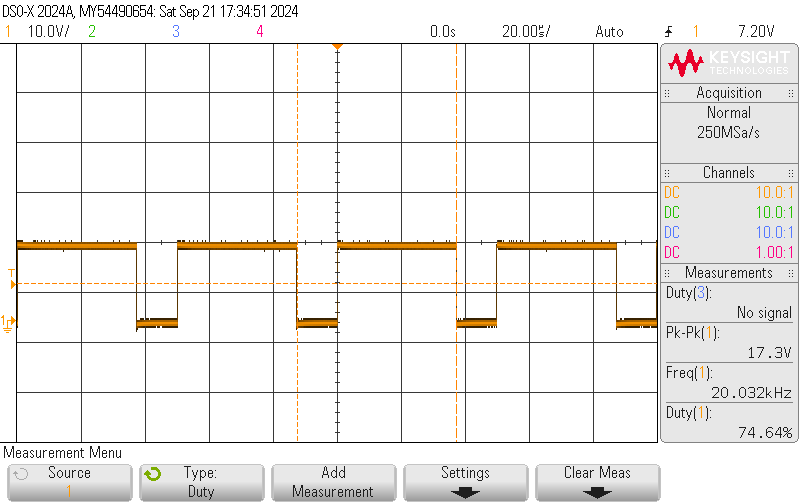 DSO-X 2024A, MY54490654: Sat Sep 21 17:34:51 2024
1 10.0V/ 2 3 4 0.0s 20.00us/ Auto 1 7.20V
KEYSIGHT
TECHNOLOGIES
Acquisition
Normal
250MSa/s
Channels
DC 10.0:1
DC 10.0:1
DC 10.0:1
DC 1.00:1
Measurements
Duty(3):
No signal
Pk-Pk(1):
17.3V
Freq(1):
20.032kHz
Duty(1):
74.64%
T
1
Measurement Menu
Source
1
Type:
Duty
Add
Measurement
Settings
Clear Meas